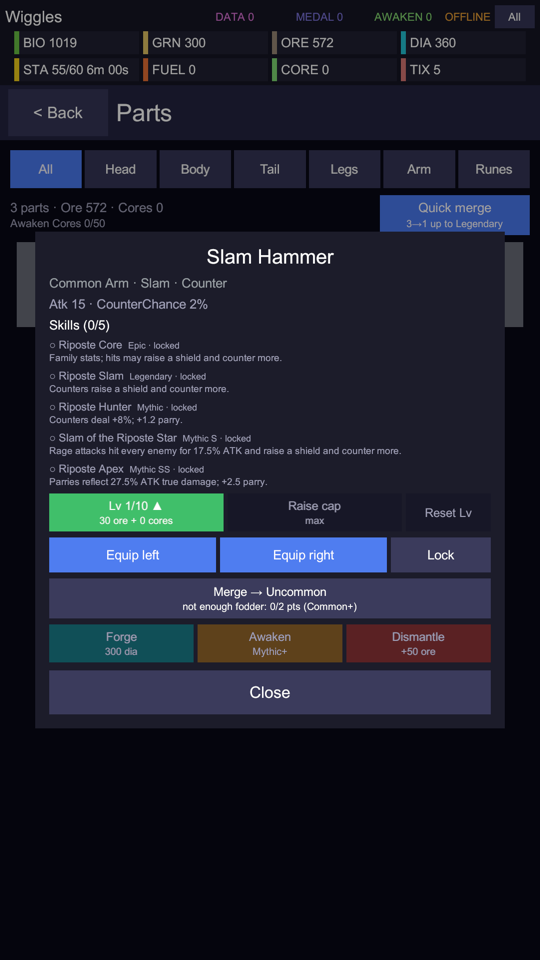 Wiggles DATA 0 MEDAL 0 AWAKEN 0 OFFLINE All
BIO 1019 GRN 300 ORE 572 DIA 360
STA 55/60 6m 00s FUEL 0 CORE 0 TIX 5
< Back Parts
All Head Body Tail Legs Arm Runes
3 parts · Ore 572 · Cores 0
Awaken Cores 0/50
Quick merge
3→1 up to Legendary
Slam Hammer
Common Arm · Slam · Counter
Atk 15 · CounterChance 2%
Skills (0/5)
○ Riposte Core Epic · locked
Family stats; hits may raise a shield and counter more.
○ Riposte Slam Legendary · locked
Counters raise a shield and counter more.
○ Riposte Hunter Mythic · locked
Counters deal +8%; +1.2 parry.
○ Slam of the Riposte Star Mythic S · locked
Rage attacks hit every enemy for 17.5% ATK and raise a shield and counter more.
○ Riposte Apex Mythic SS · locked
Parries reflect 27.5% ATK true damage; +2.5 parry.
Lv 1/10 ▲
30 ore + 0 cores
Raise cap
max
Reset Lv
Equip left Equip right Lock
Merge → Uncommon
not enough fodder: 0/2 pts (Common+)
Forge
300 dia
Awaken
Mythic+
Dismantle
+50 ore
Close